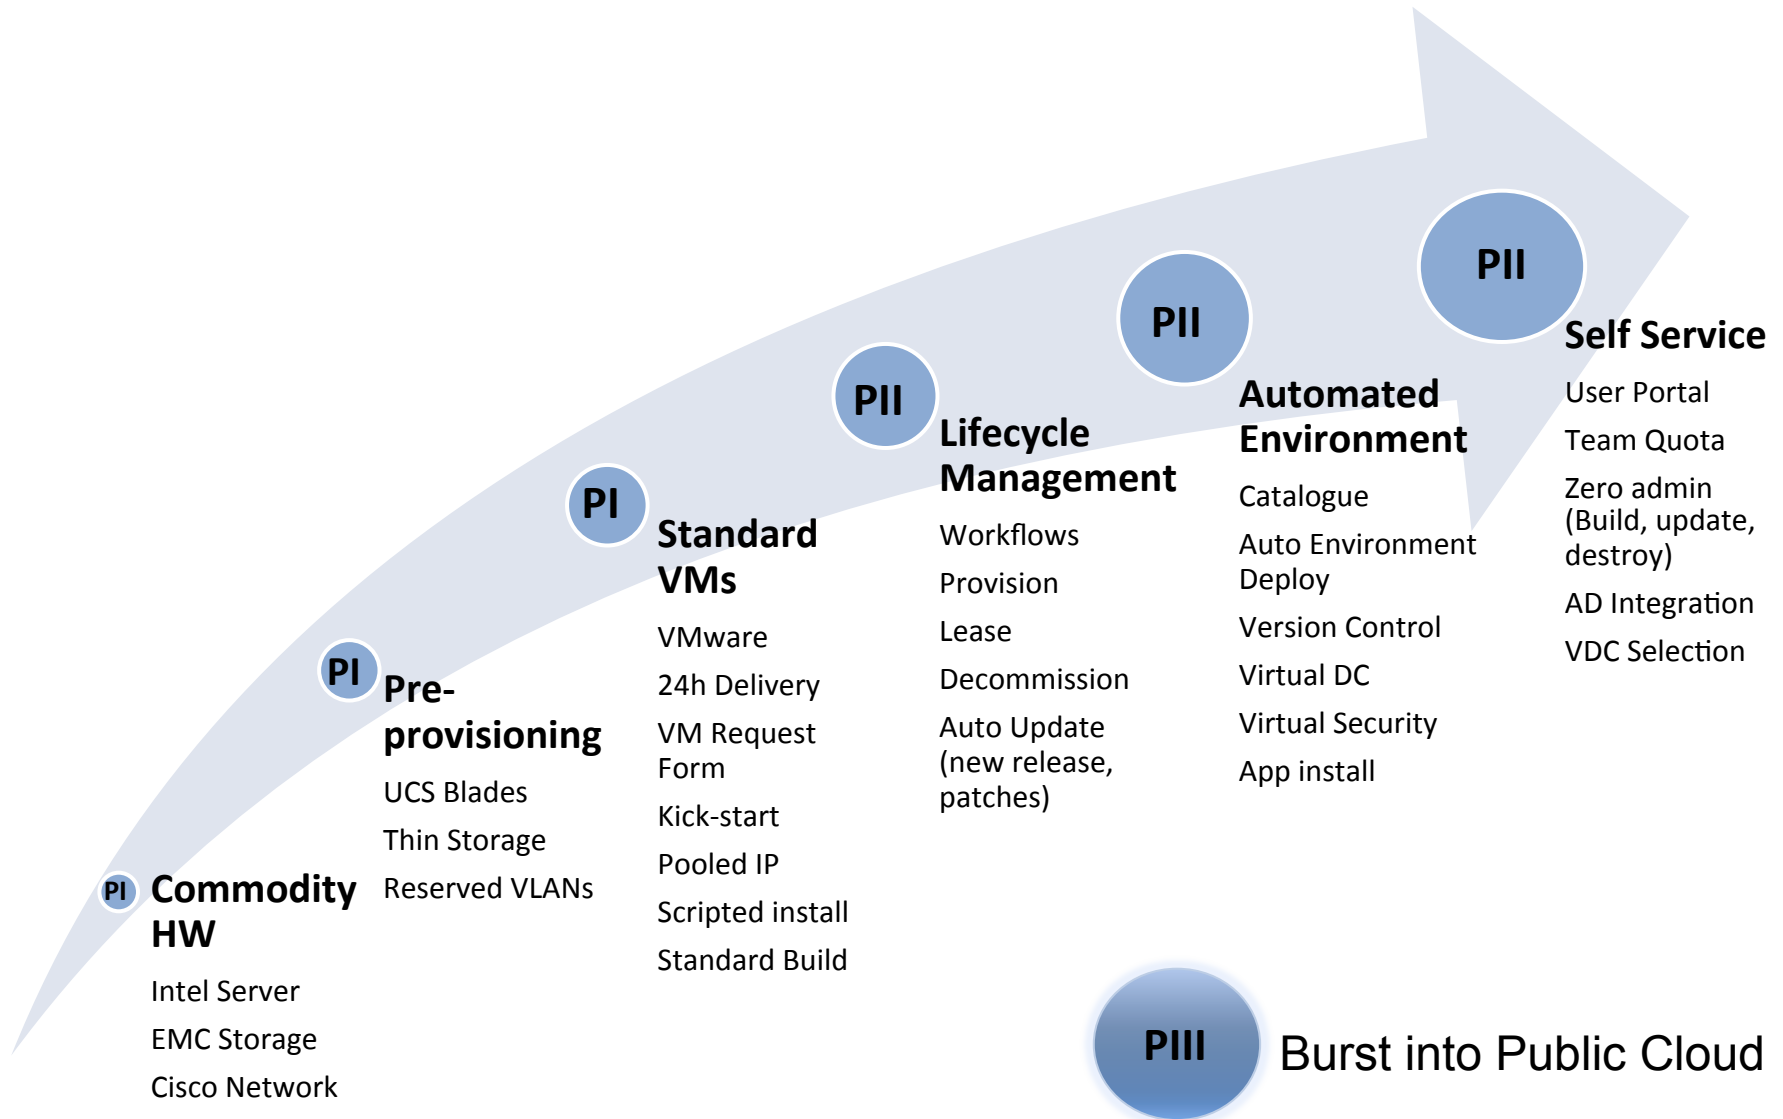 PI
Commodity
HW
Intel Server
EMC Storage
Cisco Network
PI
Pre-
provisioning
UCS Blades
Thin Storage
Reserved VLANs
PI
Standard
VMs
VMware
24h Delivery
VM Request
Form
Kick-start
Pooled IP
Scripted install
Standard Build
PII
Lifecycle
Management
Workflows
Provision
Lease
Decommission
Auto Update
(new release,
patches)
PII
Automated
Environment
Catalogue
Auto Environment
Deploy
Version Control
Virtual DC
Virtual Security
App install
PII
Self Service
User Portal
Team Quota
Zero admin
(Build, update,
destroy)
AD Integration
VDC Selection
PIII
Burst into Public Cloud